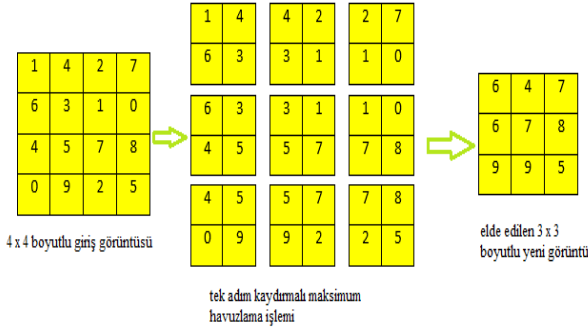 1 4 2 7
6 3 1 0
4 5 7 8
0 9 2 5
4 x 4 boyutlu giriş görüntüsü
1 4 4 2 2 7
6 3 3 1 1 0
6 3 3 1 1 0
4 5 5 7 7 8
4 5 5 7 7 8
0 9 9 2 2 5
tek adım kaydırmalı maksimum
havuzlama işlemi
6 4 7
6 7 8
9 9 5
elde edilen 3 x 3
boyutlu yeni görüntü